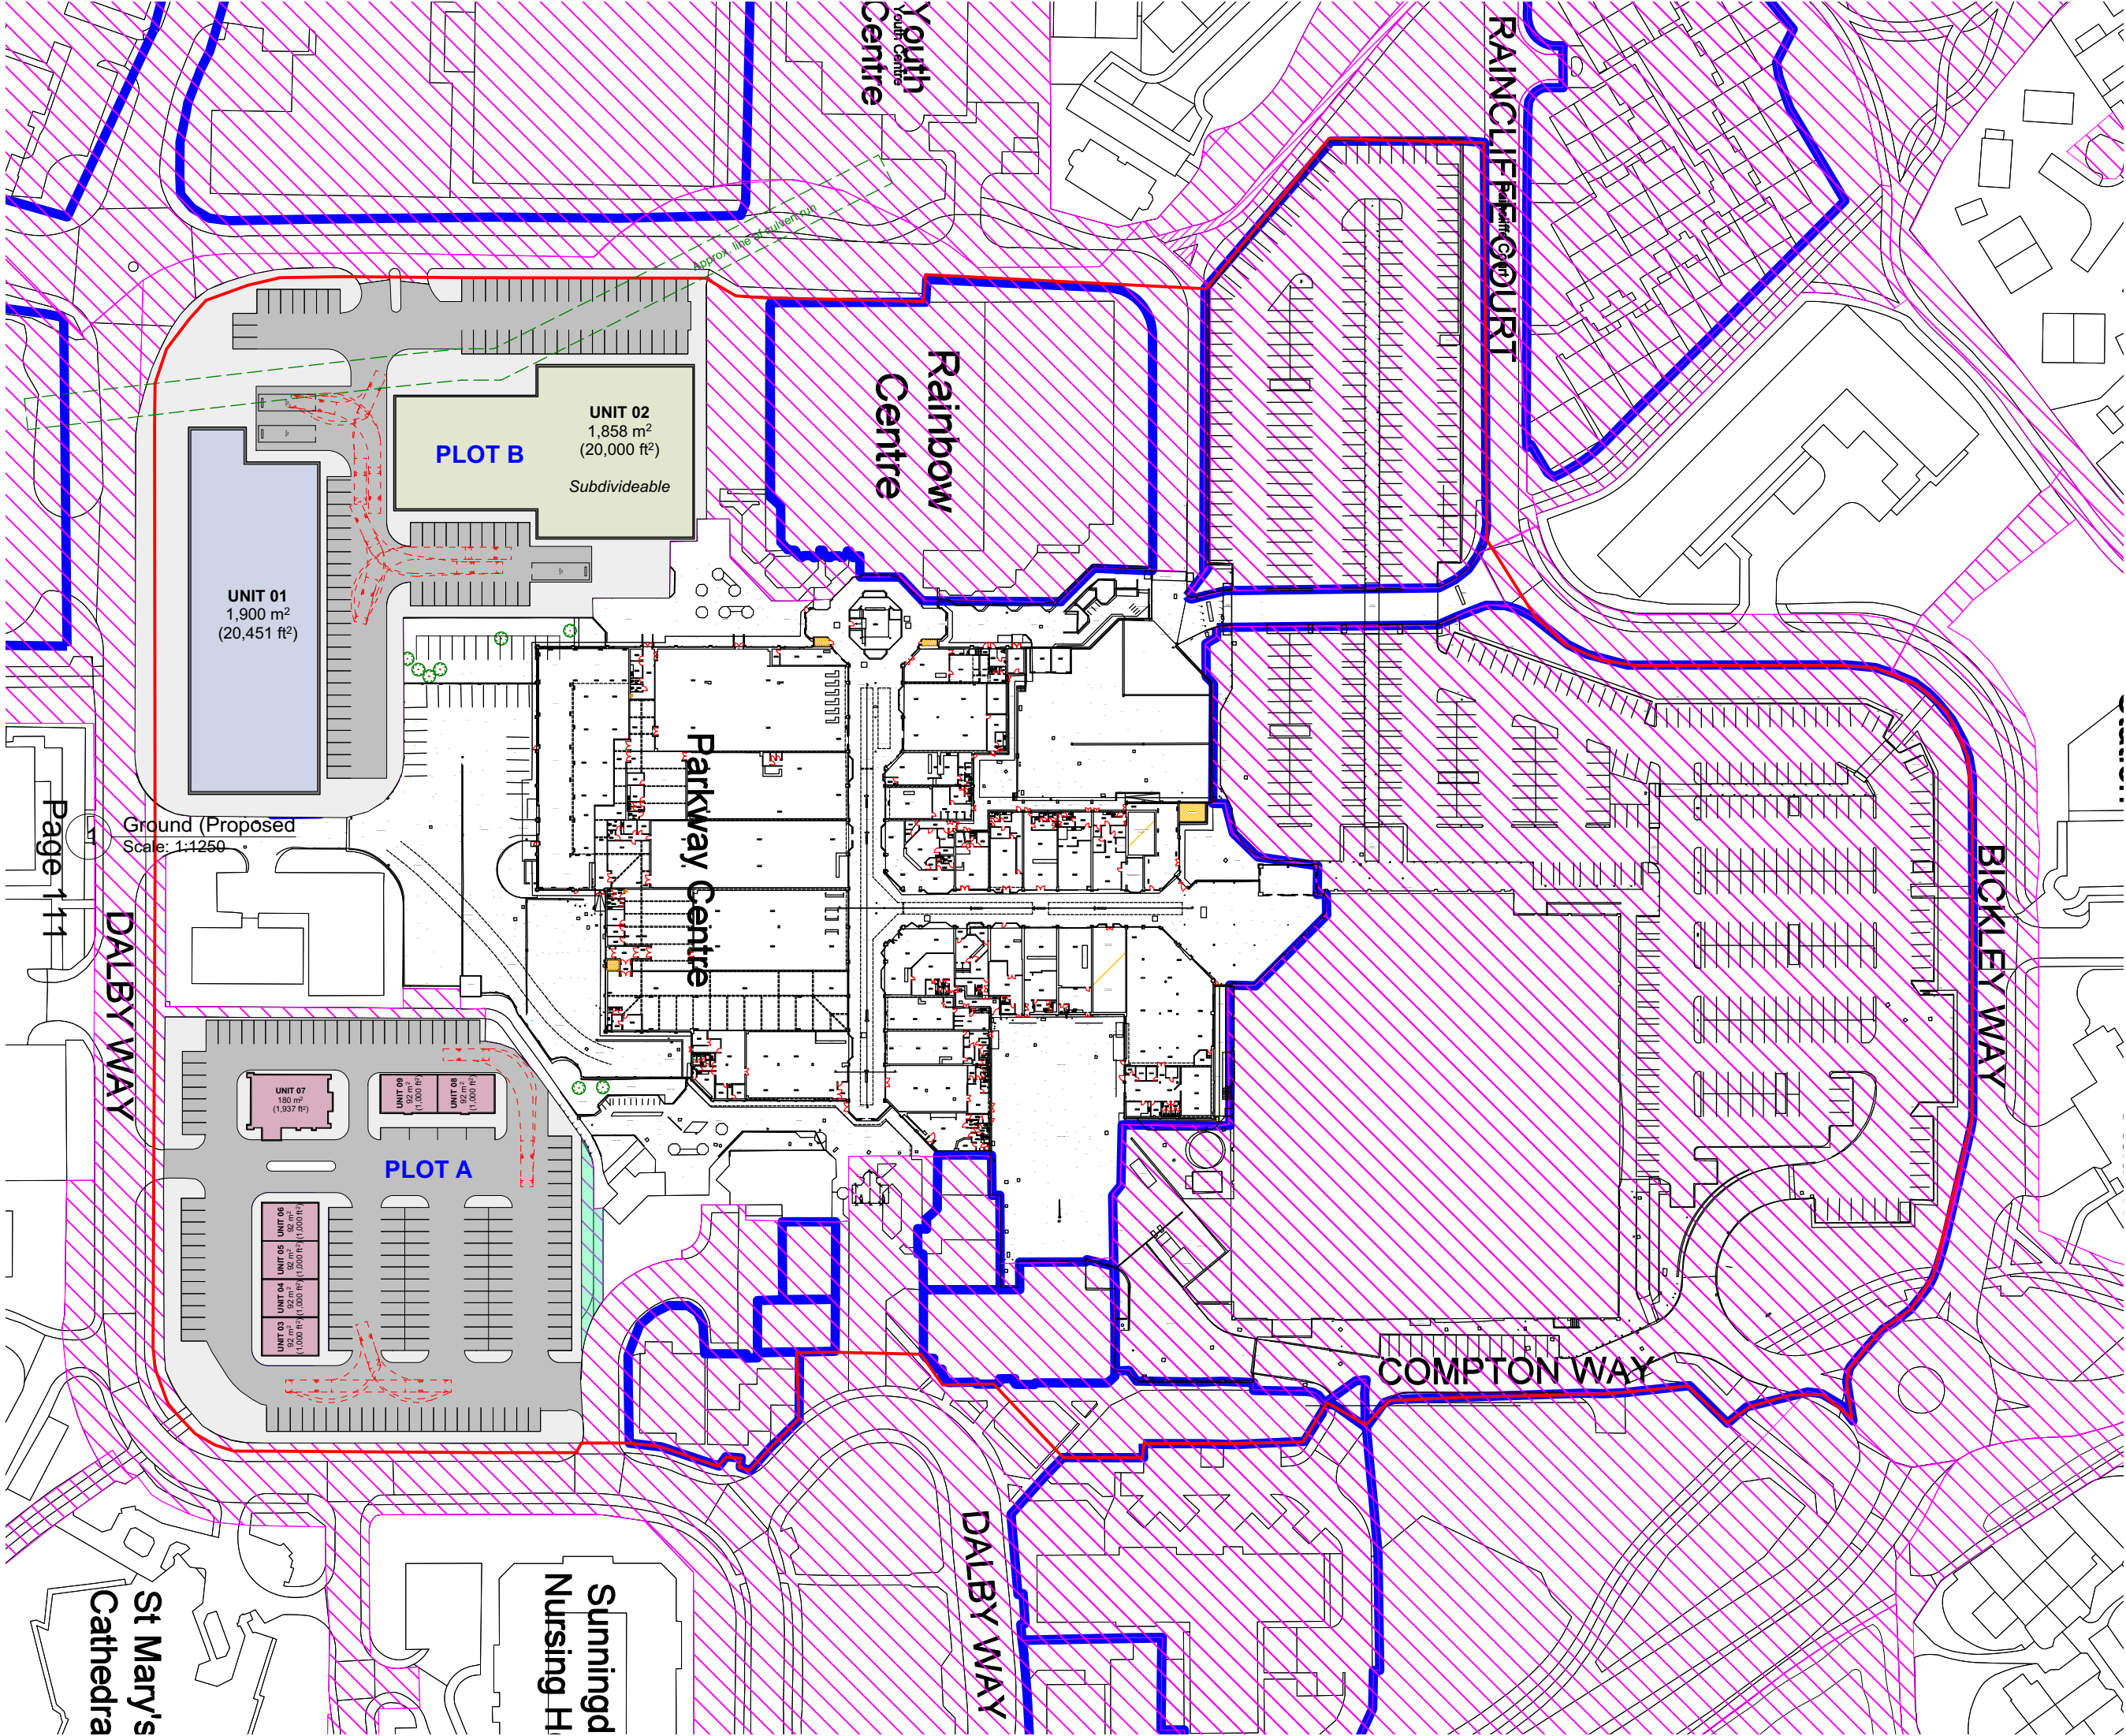 Youth
Youth Centre
Centre
RAINCLIFFE COURT
Raincliffe Court
Approx. line of culvert run
Rainbow
Centre
UNIT 02
1,858 m²
(20,000 ft²)
Subdivideable
PLOT B
UNIT 01
1,900 m²
(20,451 ft²)
Parkway Centre
Ground (Proposed
Scale: 1:1250
Page 111
DALBY WAY
BICKLEY WAY
UNIT 07
180 m²
(1,937 ft²)
UNIT 09
92 m²
(1,000 ft²)
UNIT 08
92 m²
(1,000 ft²)
PLOT A
UNIT 06
92 m²
(1,000 ft²)
UNIT 05
92 m²
(1,000 ft²)
UNIT 04
92 m²
(1,000 ft²)
UNIT 03
92 m²
(1,000 ft²)
COMPTON WAY
DALBY WAY
St Mary's
Cathedra
Sunningd
Nursing H